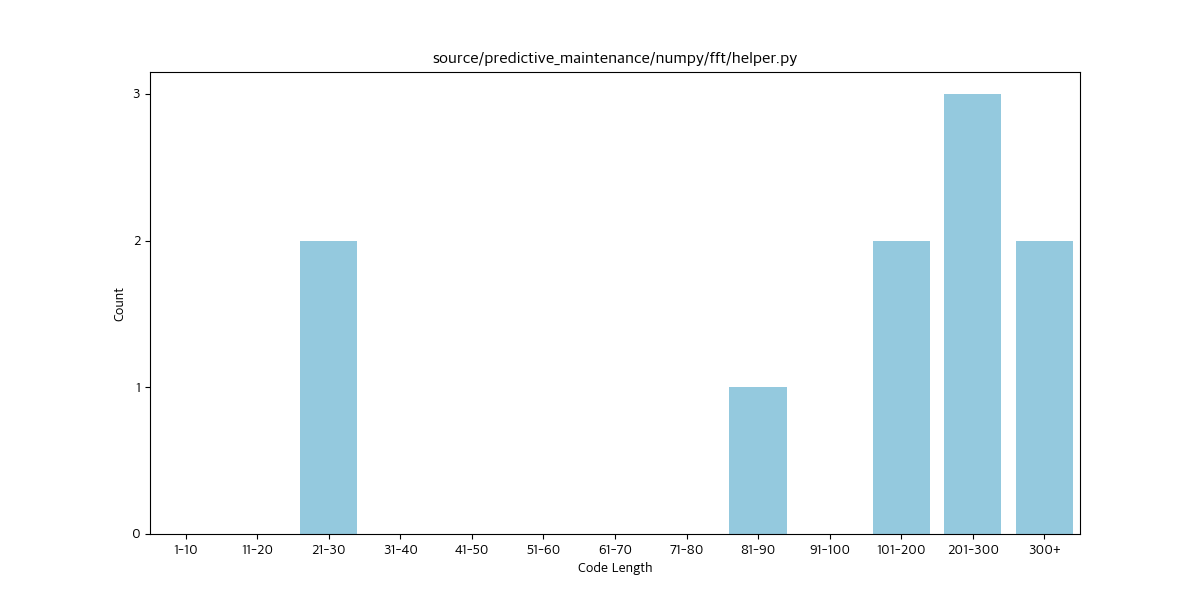 source/predictive_maintenance/numpy/fft/helper.py
3
2
1
0
Count
1-10 11-20 21-30 31-40 41-50 51-60 61-70 71-80 81-90 91-100 101-200 201-300 300+
Code Length